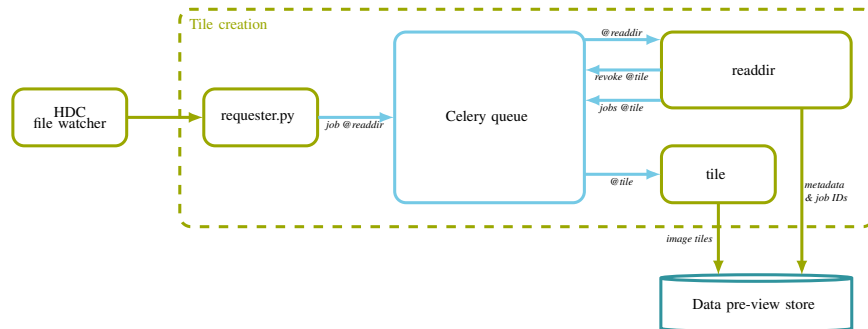 Tile creation
@readdir
revoke @tile
jobs @tile
readdir
HDC
file watcher
requester.py
job @readdir
Celery queue
@tile
tile
metadata
& job IDs
image tiles
Data pre-view store